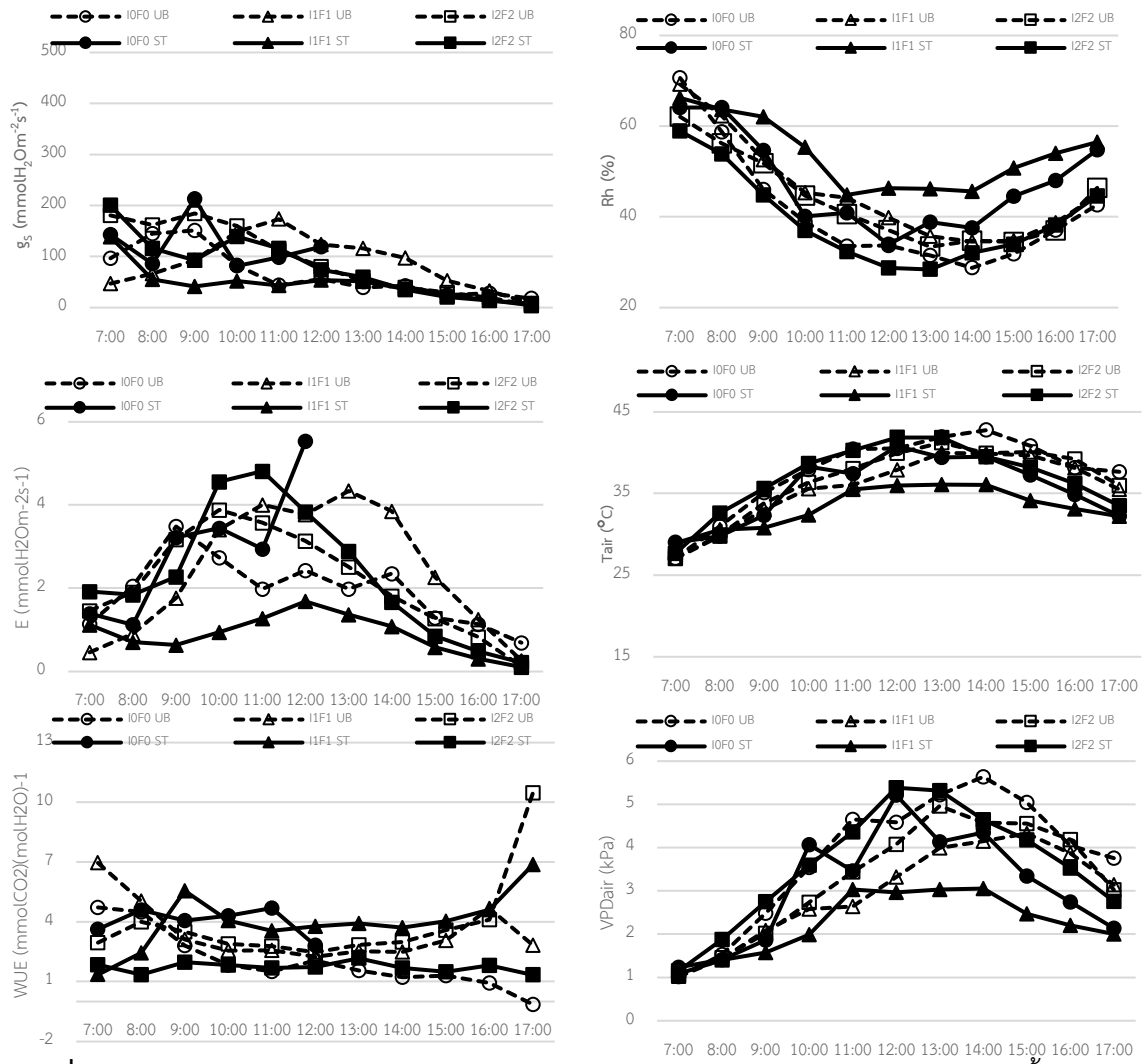 I0F0 UB I1F1 UB I2F2 UB
I0F0 ST I1F1 ST I2F2 ST
500
400
300
200
100
0
gs (mmolH2Om-2s-1)
7:00 8:00 9:00 10:00 11:00 12:00 13:00 14:00 15:00 16:00 17:00
I0F0 UB I1F1 UB I2F2 UB
I0F0 ST I1F1 ST I2F2 ST
80
60
40
20
Rh (%)
7:00 8:00 9:00 10:00 11:00 12:00 13:00 14:00 15:00 16:00 17:00
I0F0 UB I1F1 UB I2F2 UB
I0F0 ST I1F1 ST I2F2 ST
6
4
2
0
E (mmolH2Om-2s-1)
7:00 8:00 9:00 10:00 11:00 12:00 13:00 14:00 15:00 16:00 17:00
I0F0 UB I1F1 UB I2F2 UB
I0F0 ST I1F1 ST I2F2 ST
45
35
25
15
Tair (°C)
7:00 8:00 9:00 10:00 11:00 12:00 13:00 14:00 15:00 16:00 17:00
I0F0 UB I1F1 UB I2F2 UB
I0F0 ST I1F1 ST I2F2 ST
13
10
7
4
1
-2
WUE (mmolCO2)(molH2O)-1
7:00 8:00 9:00 10:00 11:00 12:00 13:00 14:00 15:00 16:00 17:00
I0F0 UB I1F1 UB I2F2 UB
I0F0 ST I1F1 ST I2F2 ST
6
5
4
3
2
1
0
VPDair (kPa)
7:00 8:00 9:00 10:00 11:00 12:00 13:00 14:00 15:00 16:00 17:00